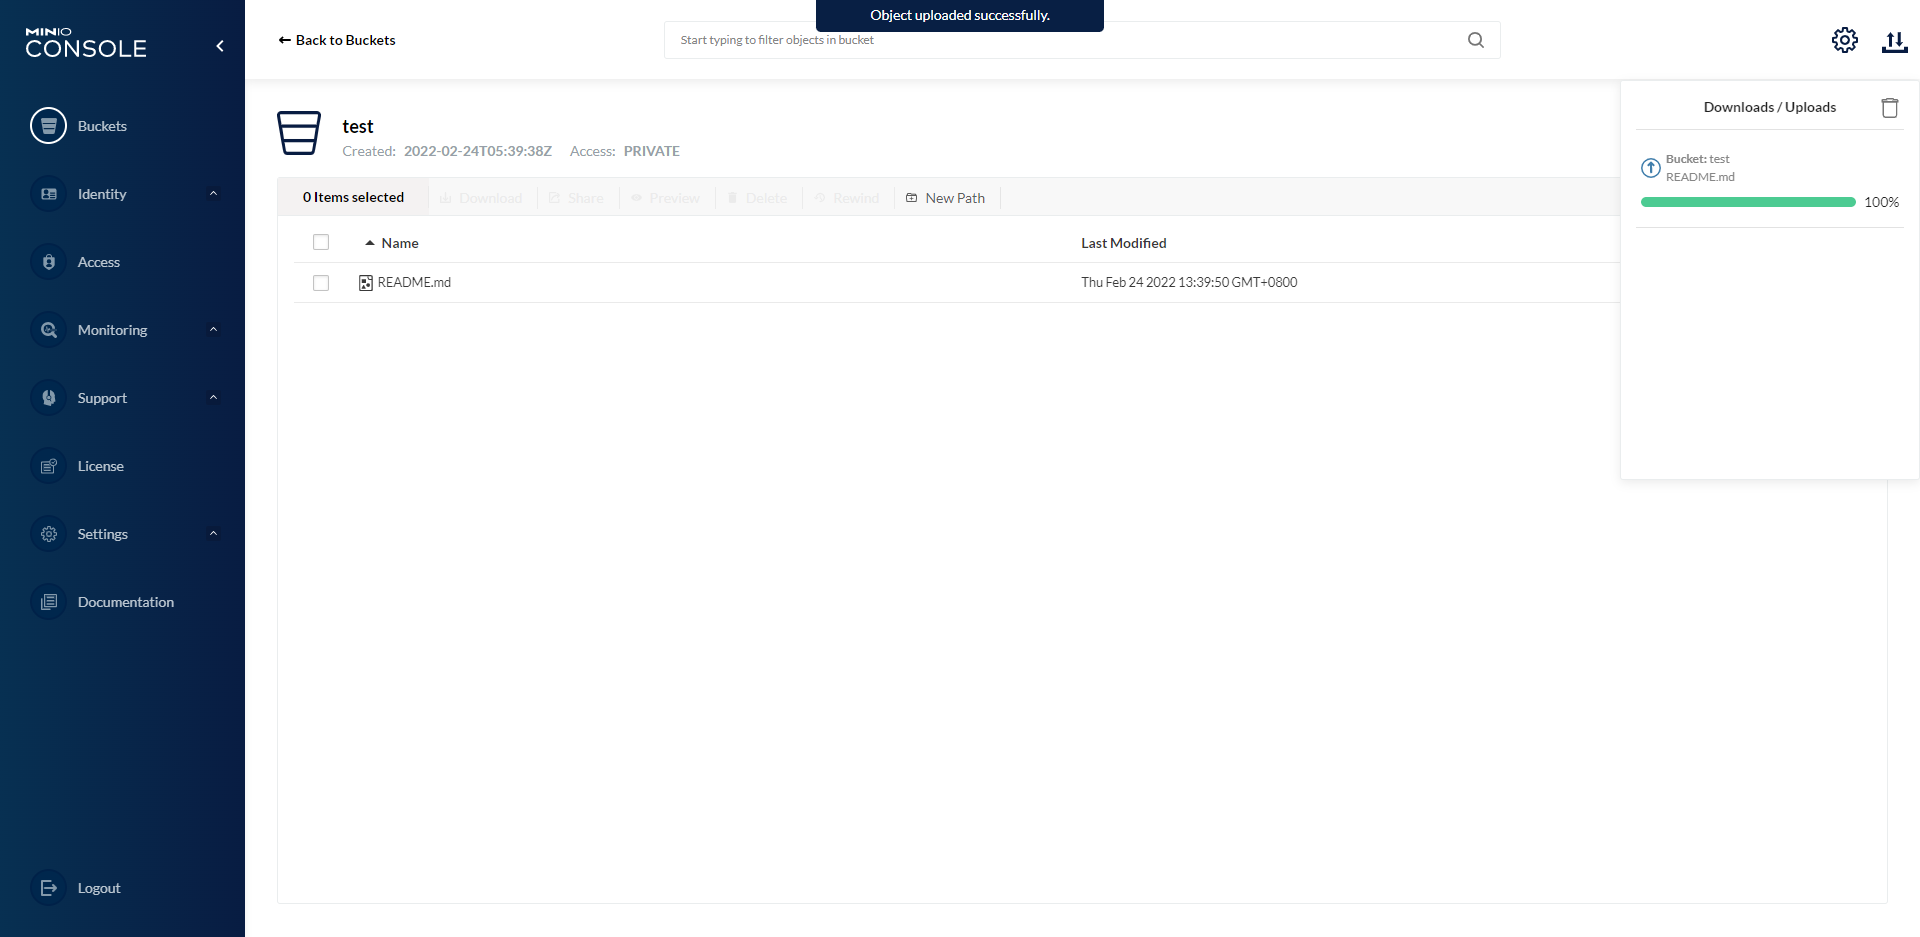 MINIO
CONSOLE
Buckets
Identity
Access
Monitoring
Support
License
Settings
Documentation
Logout
Object uploaded successfully.
Back to Buckets
Start typing to filter objects in bucket
test
Created: 2022-02-24T05:39:38Z Access: PRIVATE
0 Items selected Download Share Preview Delete Rewind New Path
Name Last Modified
README.md Thu Feb 24 2022 13:39:50 GMT+0800
Downloads / Uploads
Bucket: test
README.md
100%